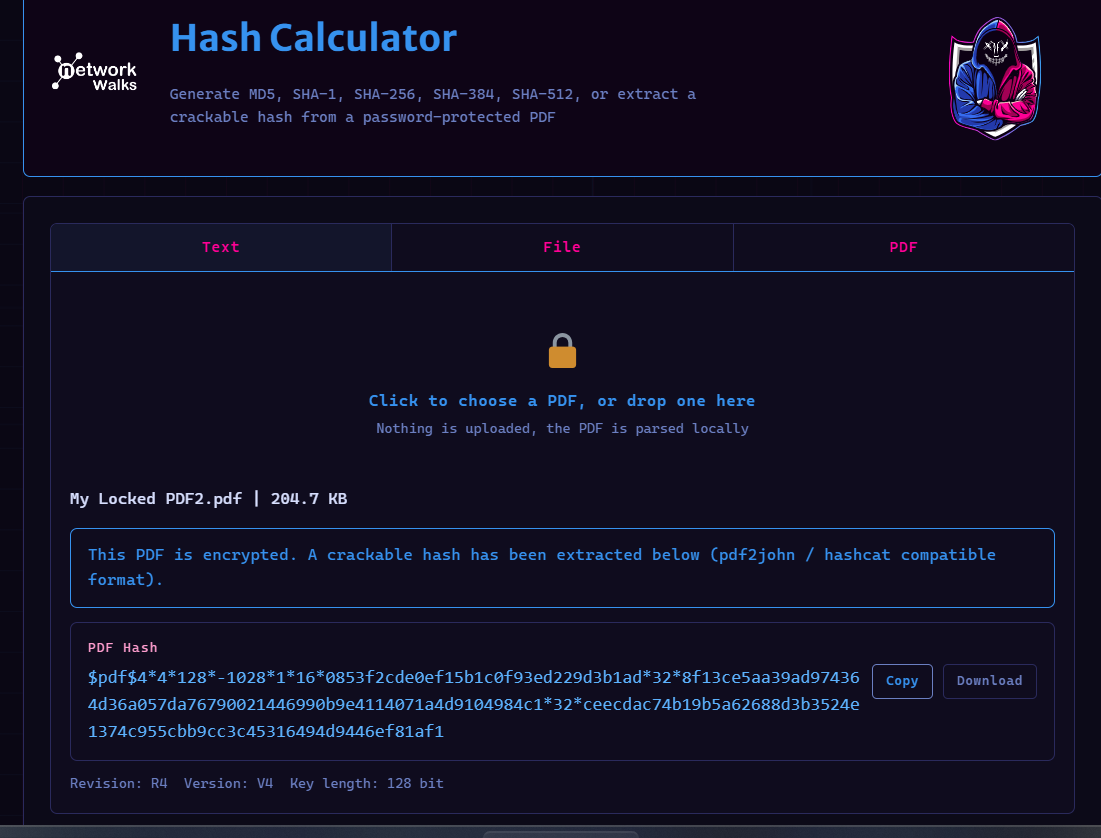 Hash Calculator
network
Walks
Generate MD5, SHA-1, SHA-256, SHA-384, SHA-512, or extract a
crackable hash from a password-protected PDF
Text
File
PDF
Click to choose a PDF, or drop one here
Nothing is uploaded, the PDF is parsed locally
My Locked PDF2.pdf | 204.7 KB
This PDF is encrypted. A crackable hash has been extracted below (pdf2john / hashcat compatible
format).
PDF Hash
$pdf$4*4*128*-1028*1*16*0853f2cde0ef15b1c0f93ed229d3b1ad*32*8f13ce5aa39ad97436
4d36a057da76790021446990b9e4114071a4d9104984c1*32*ceecdac74b19b5a62688d3b3524e
1374c955cbb9cc3c45316494d9446ef81af1
Copy
Download
Revision: R4 Version: V4 Key length: 128 bit